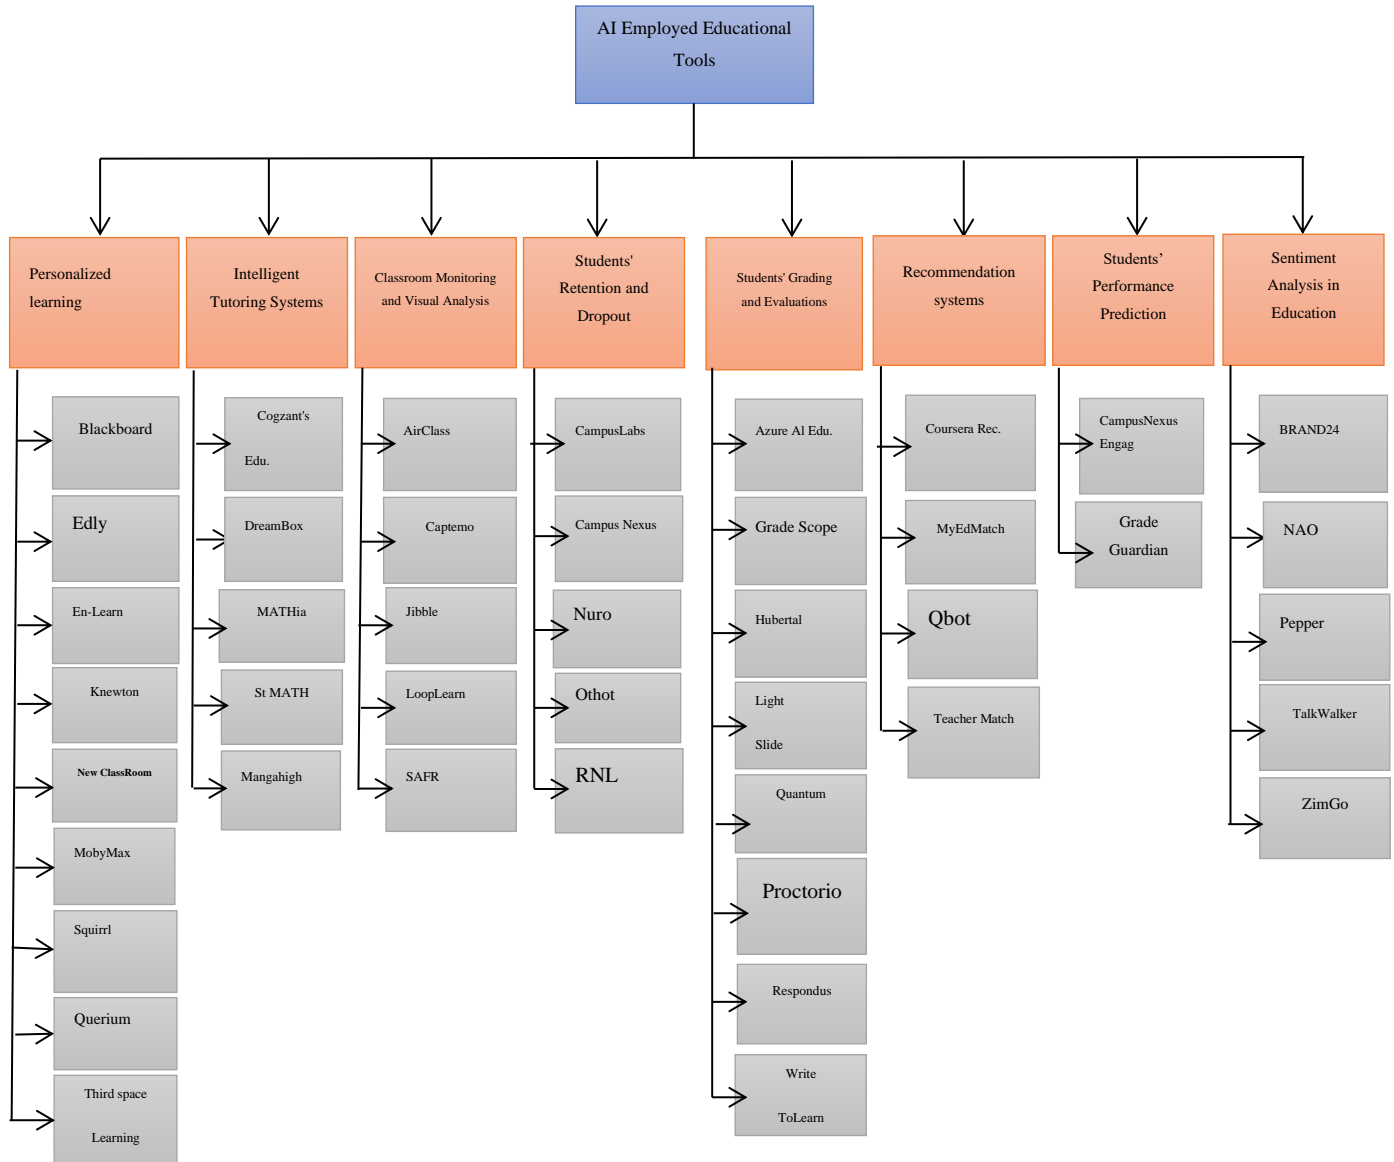 AI Employed Educational
Tools
Personalized
learning
Intelligent
Tutoring Systems
Classroom Monitoring
and Visual Analysis
Students'
Retention and
Dropout
Students' Grading
and Evaluations
Recommendation
systems
Students’
Performance
Prediction
Sentiment
Analysis in
Education
Blackboard
Edly
En-Learn
Knewton
New ClassRoom
MobyMax
Squirrl
Querium
Third space
Learning
Cogzant's
Edu.
DreamBox
MATHia
St MATH
Mangahigh
AirClass
Captemo
Jibble
LoopLearn
SAFR
CampusLabs
Campus Nexus
Nuro
Othot
RNL
Azure Al Edu.
Grade Scope
Hubertal
Light
Slide
Quantum
Proctorio
Respondus
Write
ToLearn
Coursera Rec.
MyEdMatch
Qbot
Teacher Match
CampusNexus
Engag
Grade
Guardian
BRAND24
NAO
Pepper
TalkWalker
ZimGo